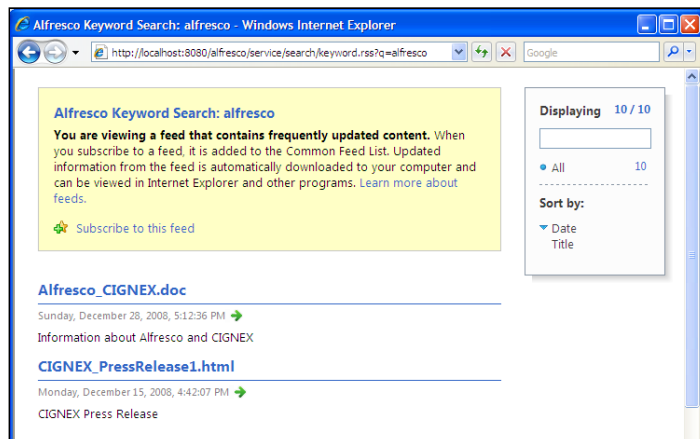 Alfresco Keyword Search: alfresco - Windows Internet Explorer
http://localhost:8080/alfresco/service/search/keyword.rss?q=alfresco
Google
Alfresco Keyword Search: alfresco
You are viewing a feed that contains frequently updated content. When
you subscribe to a feed, it is added to the Common Feed List. Updated
information from the feed is automatically downloaded to your computer and
can be viewed in Internet Explorer and other programs. Learn more about
feeds.
Subscribe to this feed
Displaying 10 / 10
All 10
Sort by:
Date
Title
Alfresco_CIGNEX.doc
Sunday, December 28, 2008, 5:12:36 PM
Information about Alfresco and CIGNEX
CIGNEX_PressRelease1.html
Monday, December 15, 2008, 4:42:07 PM
CIGNEX Press Release